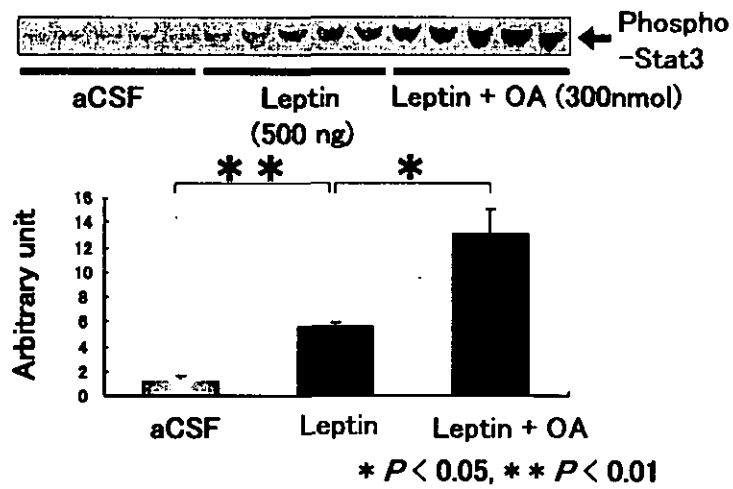 Phospho
-Stat3
aCSF Leptin Leptin + OA (300nmol)
(500 ng)
** *
Arbitrary unit
16
14
12
10
8
6
4
2
0
aCSF Leptin Leptin + OA
* P < 0.05, ** P < 0.01